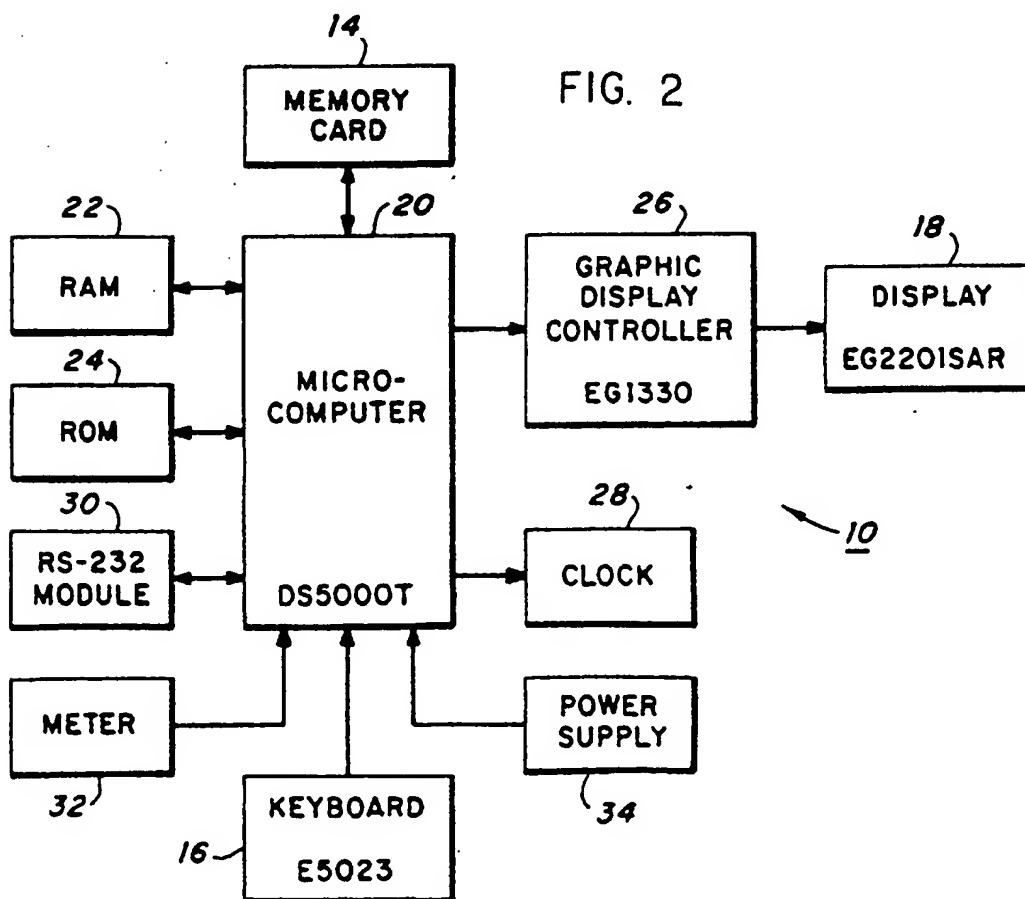 14
MEMORY
CARD
FIG. 2
22
RAM
20
MICRO-
COMPUTER
DS5000T
26
GRAPHIC
DISPLAY
CONTROLLER
EG1330
18
DISPLAY
EG2201SAR
24
ROM
30
RS-232
MODULE
28
CLOCK
10
METER
32
KEYBOARD
E5023
16
POWER
SUPPLY
34